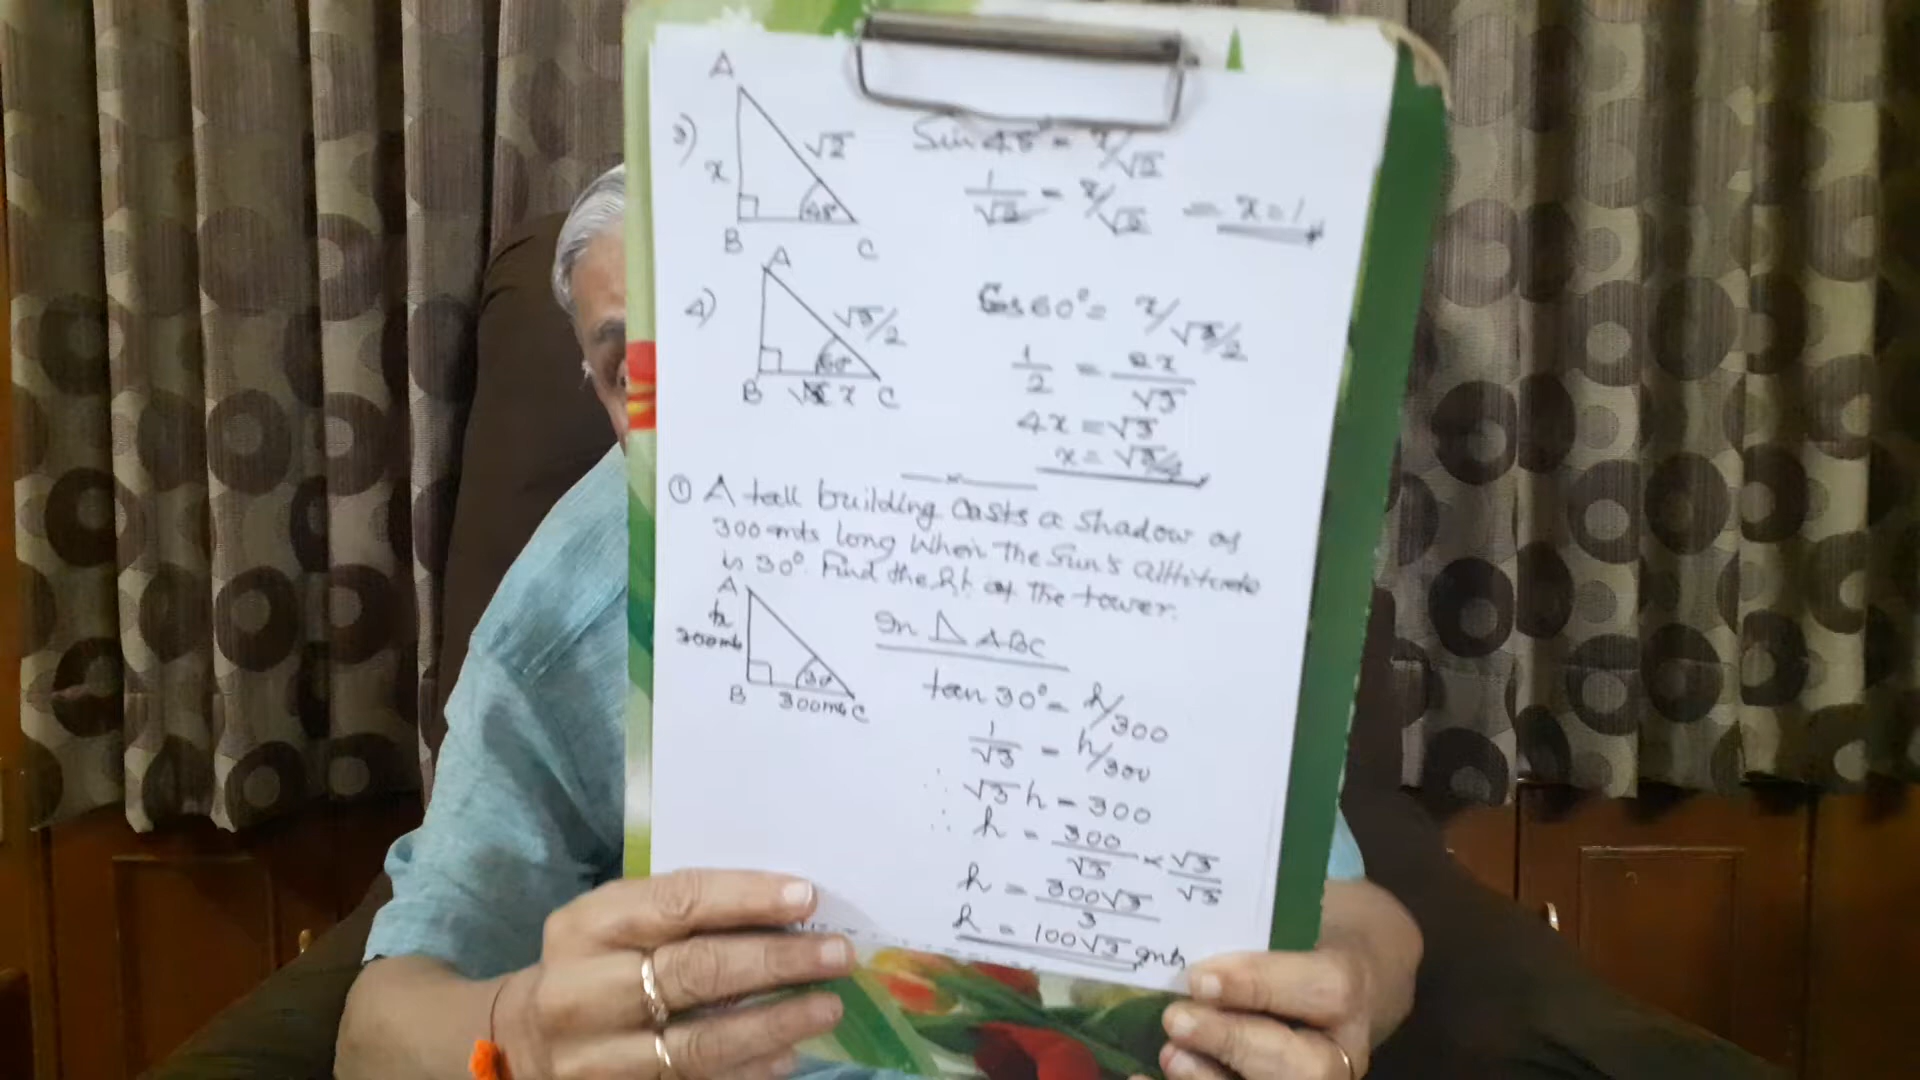 3)
A
x
√2
45°
B
C
Sin 45° = x/√2
1/√2 = x/√2 = x=1
4)
A
√3/2
60°
B
x
C
Cos 60° = x/√3/2
1/2 = 2x/√3
4x = √3
x = √3/4
① A tall building Casts a Shadow of
300 mts long When The Sun's altitude
is 30°. Find the ht. of The tower.
A
h
300mts
30°
B
300mts C
In △ ABC
tan 30° = h/300
1/√3 = h/300
∴ √3 h = 300
∴ h = 300/√3 × √3/√3
h = 300√3/3
h = 100√3 mts